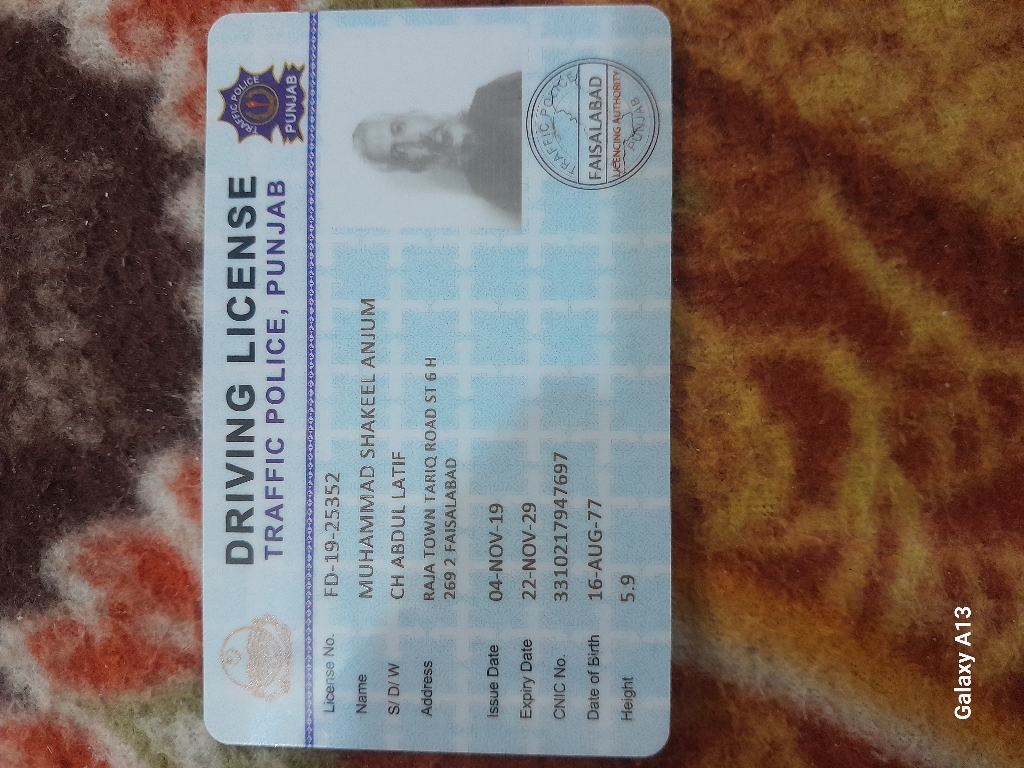 DRIVING LICENSE
TRAFFIC POLICE, PUNJAB
TRAFFIC POLICE
PUNJAB
License No. FD-19-25352
Name MUHAMMAD SHAKEEL ANJUM
S/ D/ W CH ABDUL LATIF
Address RAJA TOWN TARIQ ROAD ST 6 H
269 2 FAISALABAD
Issue Date 04-NOV-19
Expiry Date 22-NOV-29
CNIC No. 3310217947697
Date of Birth 16-AUG-77
Height 5.9
TRAFFIC POLICE
FAISALABAD
LICENCING AUTHORITY
PUNJAB
Galaxy A13